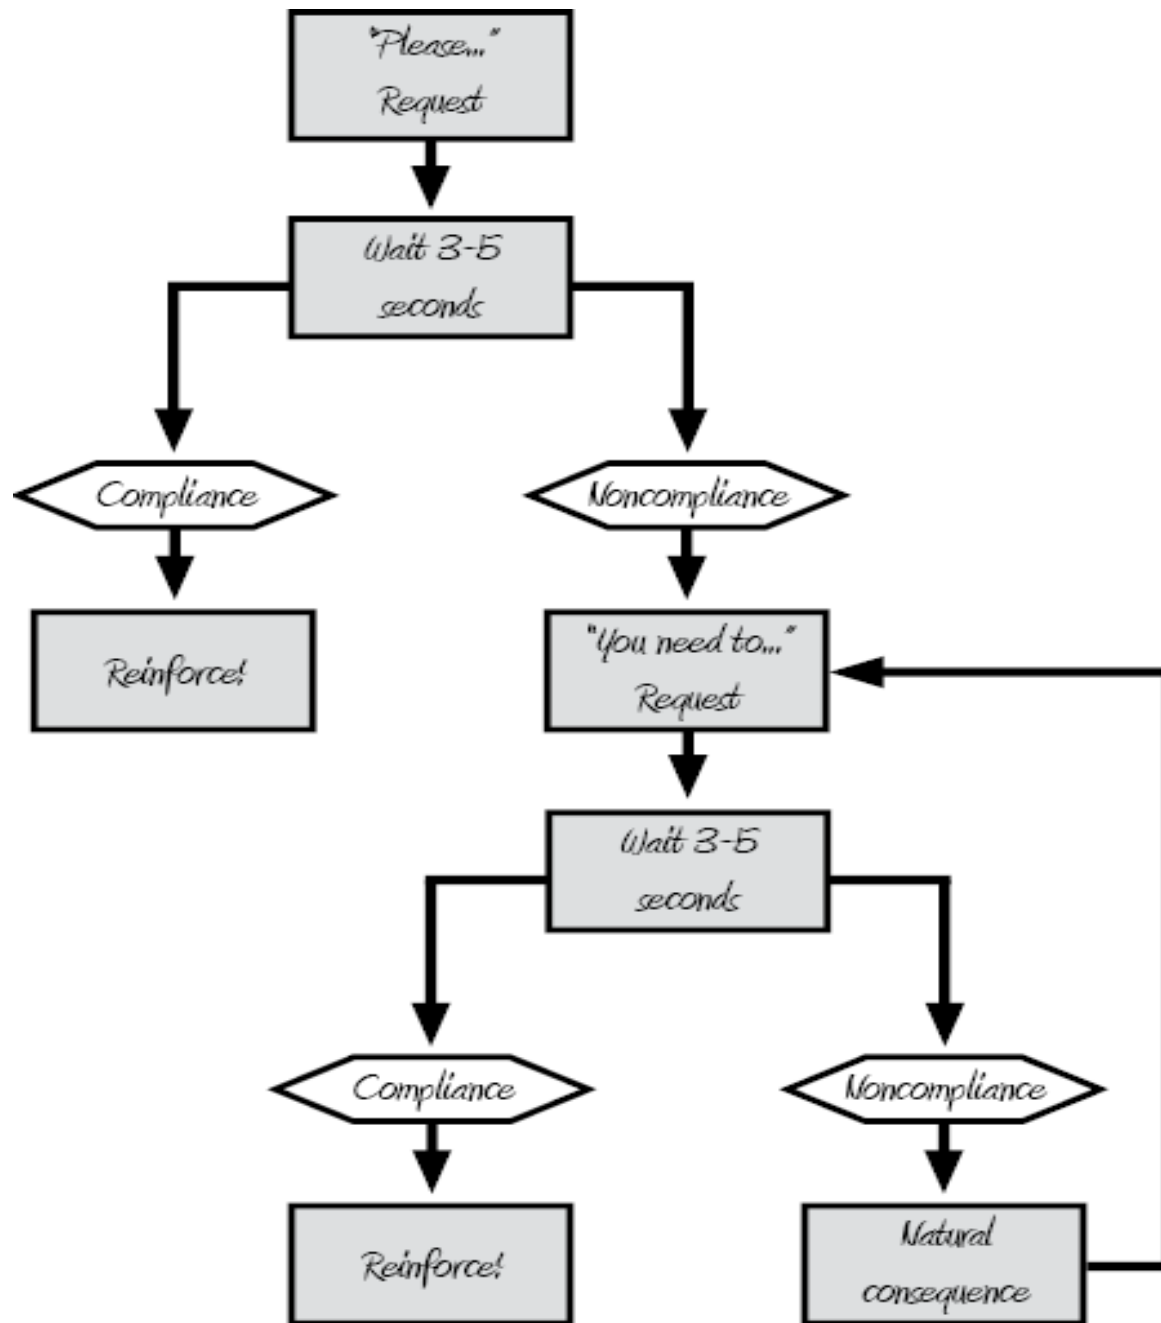 "Please..."
Request
Wait 3-5
seconds
Compliance
Noncompliance
Reinforce!
"You need to..."
Request
Wait 3-5
seconds
Compliance
Noncompliance
Reinforce!
Natural
consequence